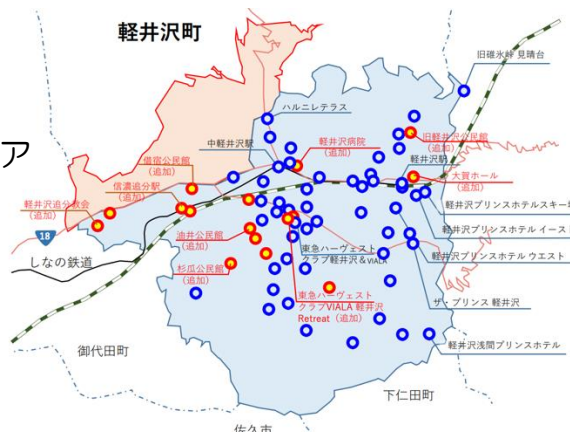 軽井沢町
旧碓氷峠 見晴台
ハルニレテラス
ア
中軽井沢駅
軽井沢病院
（追加）
旧軽井沢公民館
（追加）
借宿公民館
（追加）
軽井沢駅
信濃追分駅
（追加）
大賀ホール
（追加）
軽井沢追分教会
（追加）
軽井沢プリンスホテルスキー場
18
油井公民館
（追加）
軽井沢プリンスホテル イースト
しなの鉄道
東急ハーヴェスト
クラブ軽井沢＆VIALA
軽井沢プリンスホテル ウエスト
杉瓜公民館
（追加）
東急ハーヴェスト
クラブVIALA 軽井沢
Retreat（追加）
ザ・プリンス 軽井沢
御代田町
軽井沢浅間プリンスホテル
下仁田町
佐久市